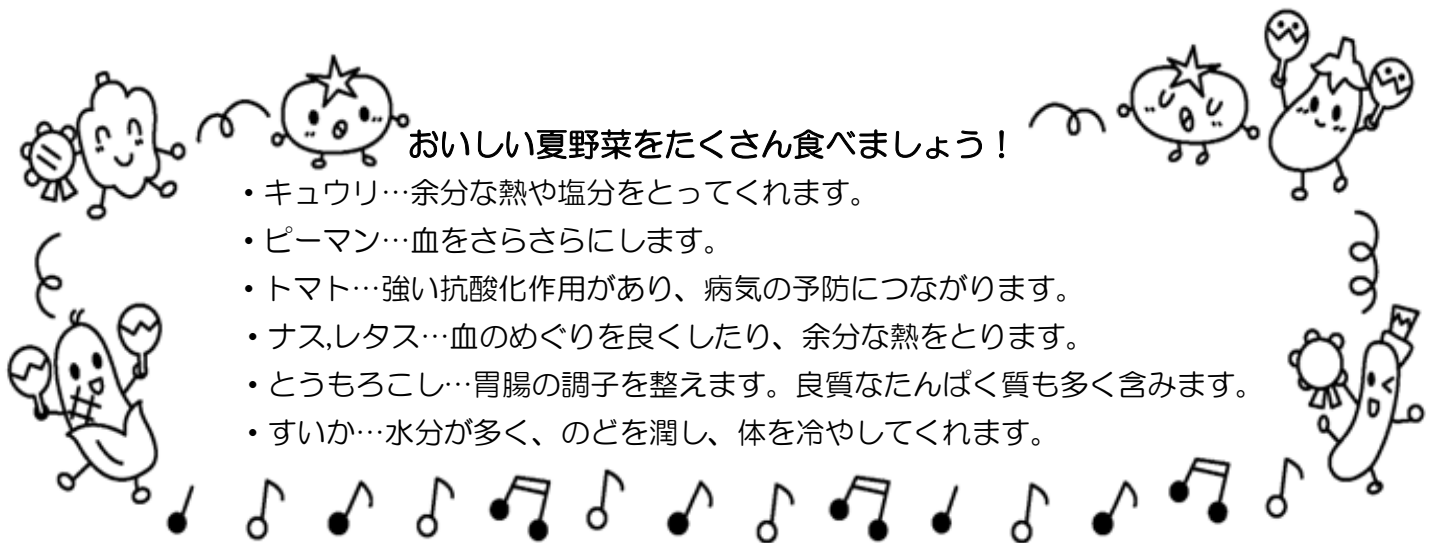 おいしい夏野菜をたくさん食べましょう！
・キュウリ…余分な熱や塩分をとってくれます。
・ピーマン…血をさらさらにします。
・トマト…強い抗酸化作用があり、病気の予防につながります。
・ナス,レタス…血のめぐりを良くしたり、余分な熱をとります。
・とうもろこし…胃腸の調子を整えます。良質なたんぱく質も多く含みます。
・すいか…水分が多く、のどを潤し、体を冷やしてくれます。